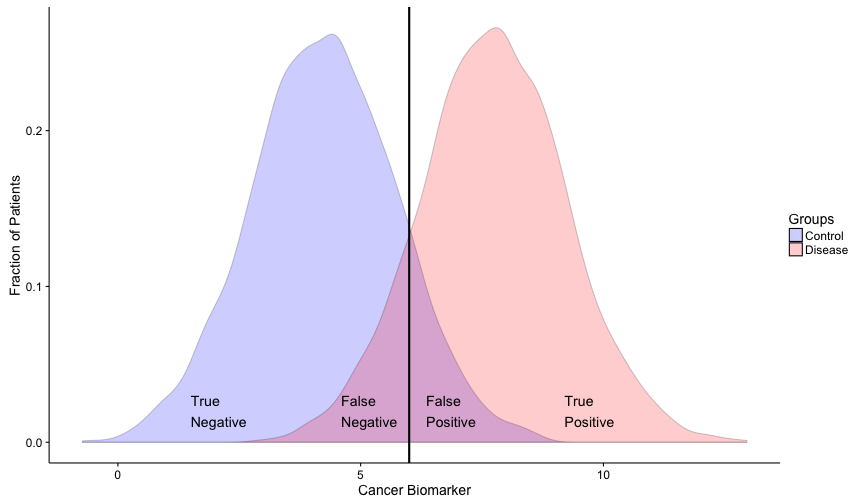 Fraction of Patients
0.2
0.1
0.0
True
Negative
False
Negative
False
Positive
True
Positive
0
5
10
Cancer Biomarker
Groups
Control
Disease